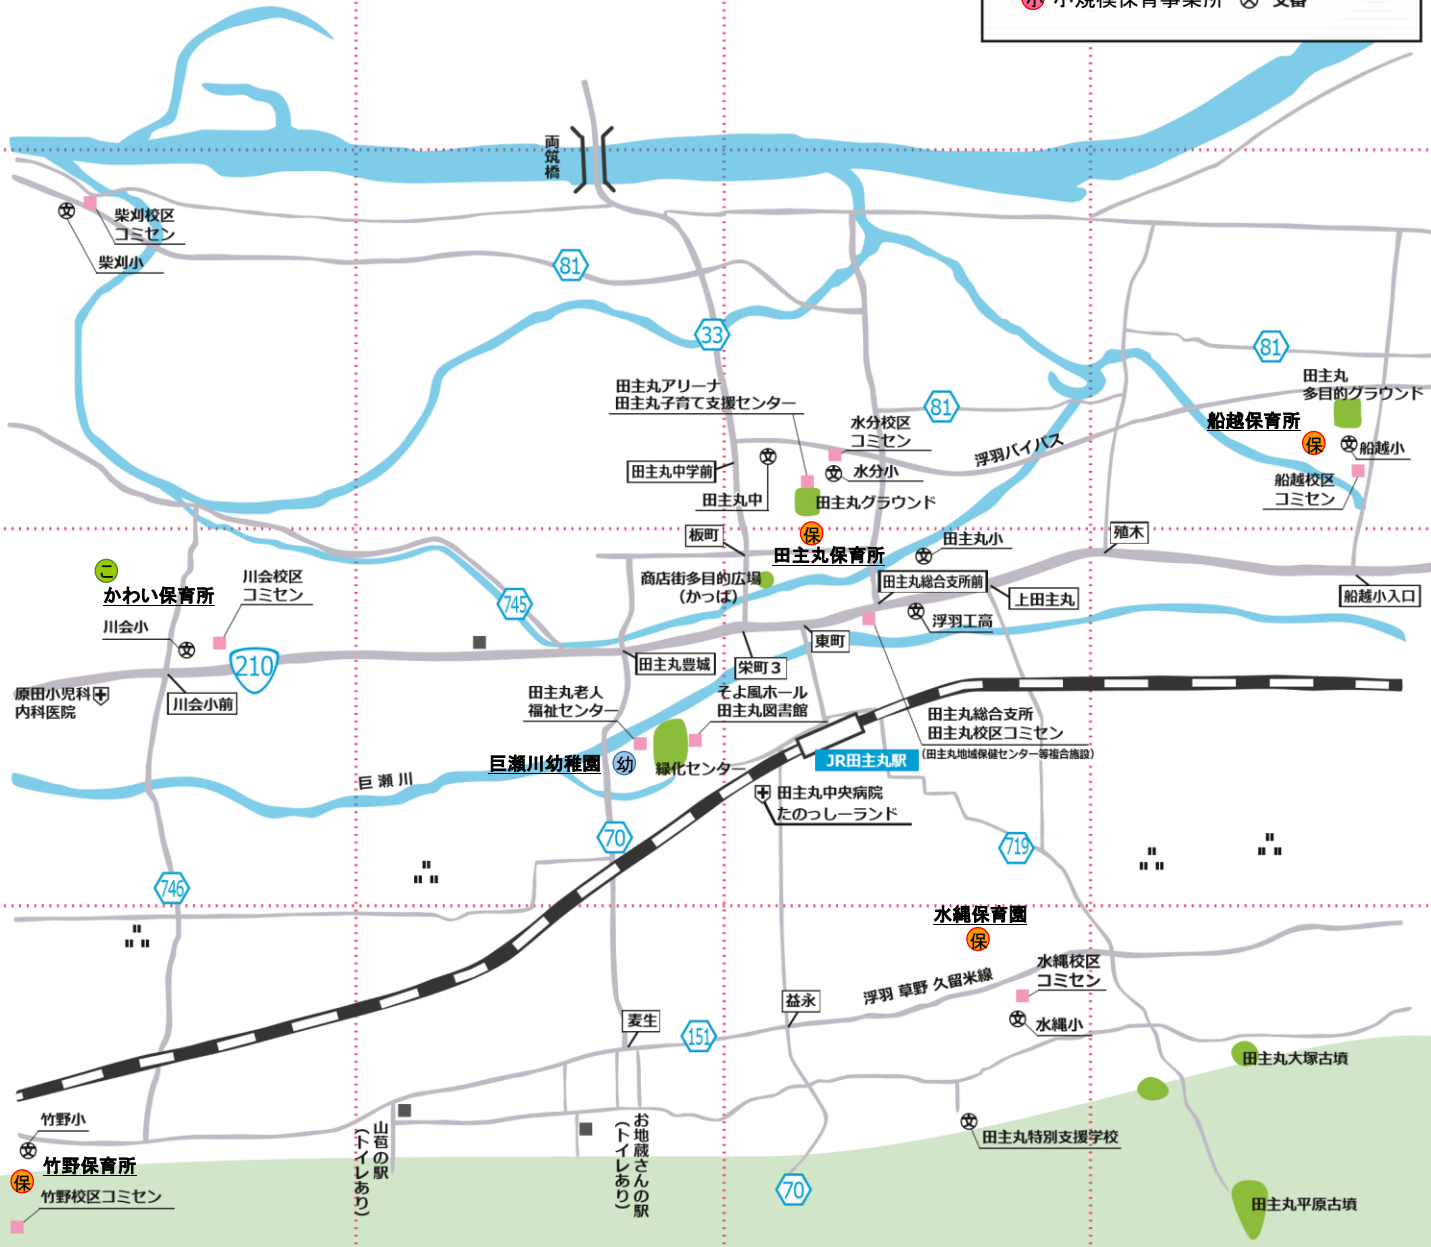 小 小規模保育事業所 文 交番
両筑橋
文
柴刈校区
コミセン
柴刈小
81
33
81
田主丸
多目的グラウンド
田主丸アリーナ
田主丸子育て支援センター
81
水分校区
コミセン
船越保育所
保
文 船越小
浮羽バイパス
田主丸中学前
文
文 水分小
田主丸中
田主丸グラウンド
船越校区
コミセン
板町
保
田主丸保育所
文 田主丸小
殖木
こ
かわい保育所
川会校区
コミセン
745
商店街多目的広場
(かっぱ)
田主丸総合支所前
上田主丸
船越小入口
川会小
文
文
浮羽工高
東町
210
田主丸豊城
栄町3
原田小児科
内科医院
川会小前
田主丸老人
福祉センター
そよ風ホール
田主丸図書館
田主丸総合支所
田主丸校区コミセン
(田主丸地域保健センター等複合施設)
巨瀬川幼稚園
幼
緑化センター
JR田主丸駅
巨瀬川
田主丸中央病院
たのっしーランド
70
719
746
水縄保育園
保
水縄校区
コミセン
浮羽 草野 久留米線
益永
麦生
151
文 水縄小
田主丸大塚古墳
竹野小
文
山苞の駅
(トイレあり)
お地蔵さんの駅
(トイレあり)
文
田主丸特別支援学校
竹野保育所
保
竹野校区コミセン
70
田主丸平原古墳